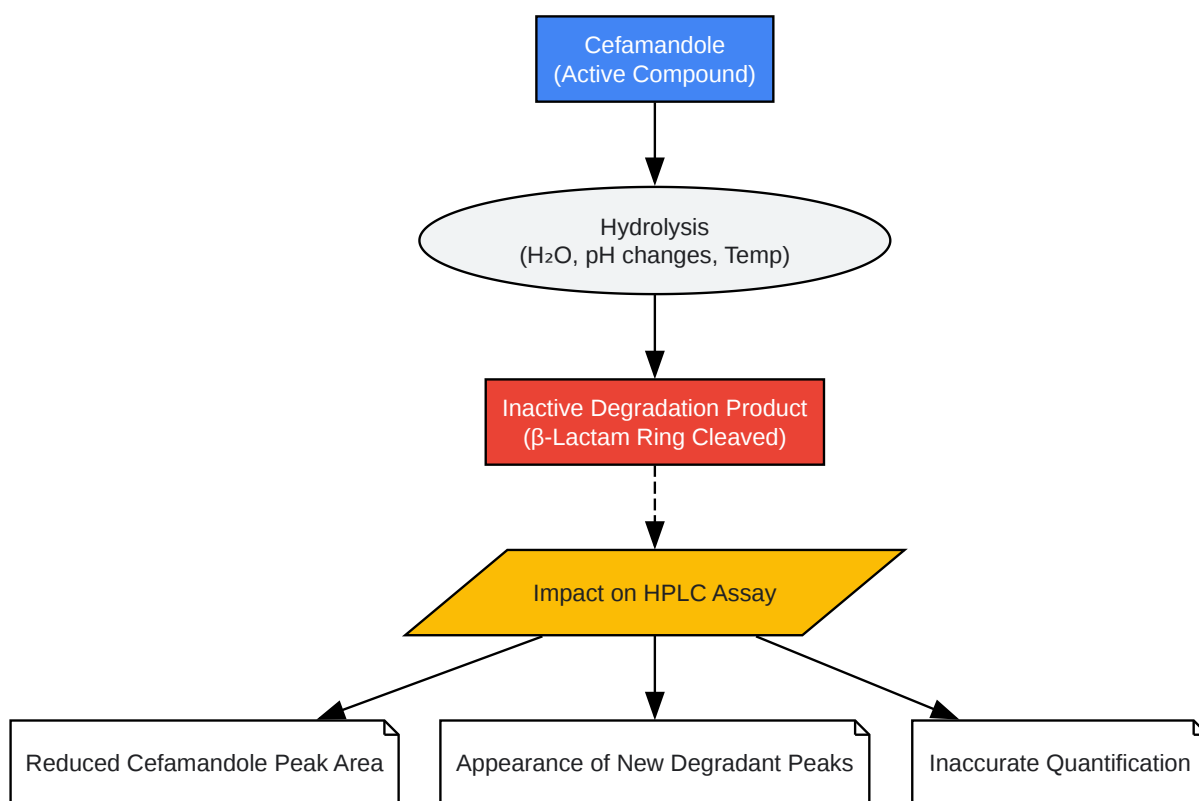 Cefamandole
(Active Compound)
Hydrolysis
(H₂O, pH changes, Temp)
Inactive Degradation Product
(β-Lactam Ring Cleaved)
Impact on HPLC Assay
Reduced Cefamandole Peak Area
Appearance of New Degradant Peaks
Inaccurate Quantification